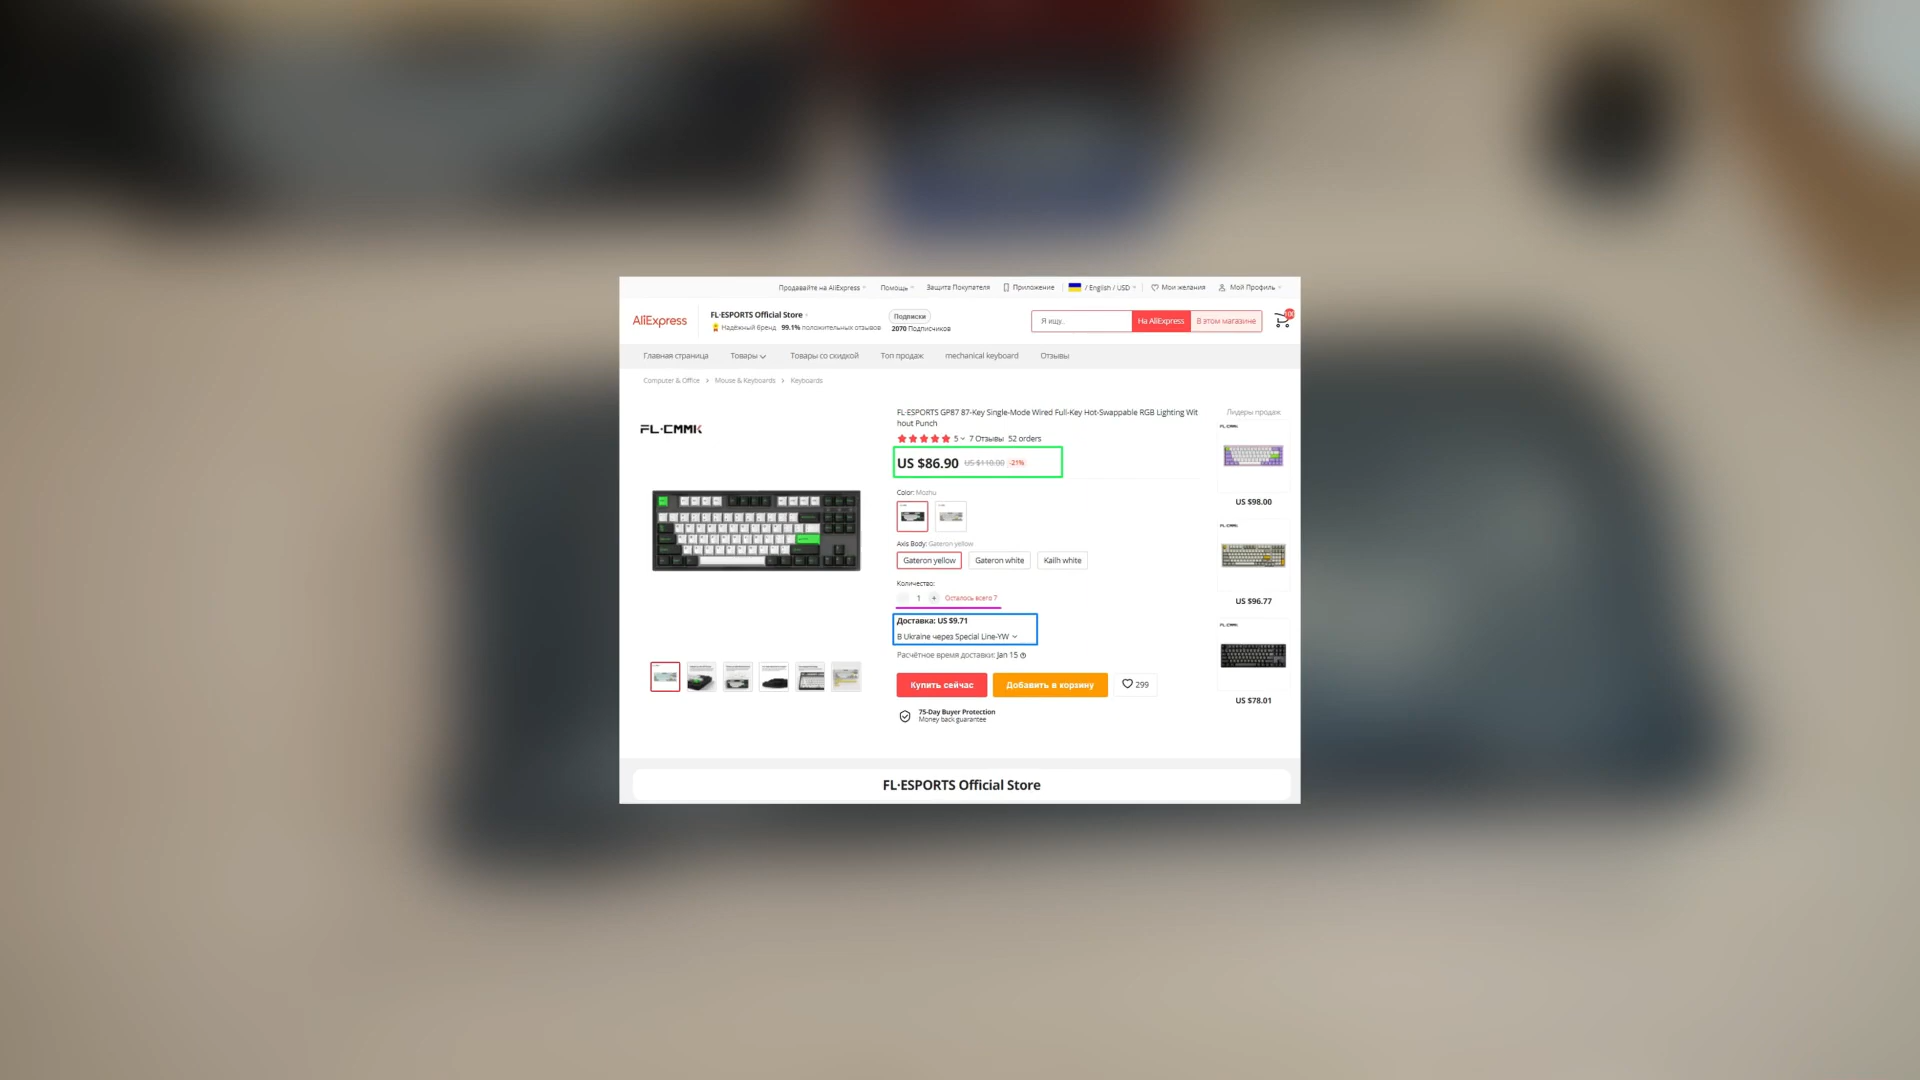 Продавайте на AliExpress
Помощь
Защита Покупателя
Приложение
/ English / USD
Мои желания
Мой Профиль
AliExpress
FL·ESPORTS Official Store
Надёжный бренд 99.1% положительных отзывов
Подписки
2070 Подписчиков
Я ищу...
На AliExpress
В этом магазине
Главная страница
Товары
Товары со скидкой
Топ продаж
mechanical keyboard
Отзывы
Computer & Office > Mouse & Keyboards > Keyboards
FL·CMMK
FL·ESPORTS GP87 87-Key Single-Mode Wired Full-Key Hot-Swappable RGB Lighting Wit
hout Punch
5 7 Отзывы 52 orders
US $86.90 US $110.00 -21%
Color: Moshu
Axis Body: Gateron yellow
Gateron yellow
Gateron white
Kailh white
Количество:
- 1 + Осталось всего 7
Доставка: US $9.71
В Ukraine через Special Line-YW
Расчётное время доставки: Jan 15
Купить сейчас
Добавить в корзину
299
75-Day Buyer Protection
Money back guarantee
Лидеры продаж
FL·CMMK
US $98.00
FL·CMMK
US $96.77
FL·CMMK
US $78.01
FL·ESPORTS Official Store